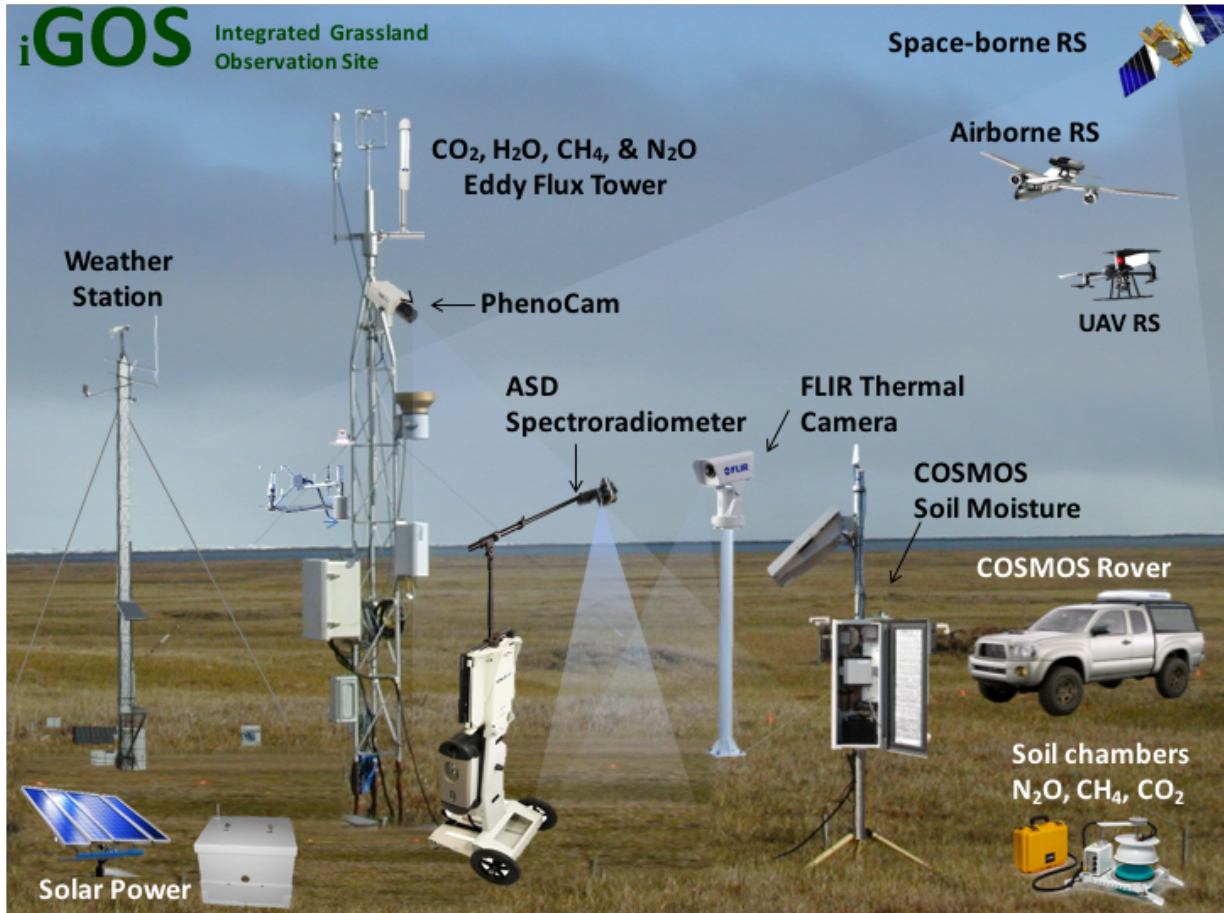 iGOS Integrated Grassland
Observation Site
Space-borne RS
Airborne RS
CO₂, H₂O, CH₄, & N₂O
Eddy Flux Tower
Weather
Station
PhenoCam
UAV RS
ASD
Spectroradiometer
FLIR Thermal
Camera
FLIR
COSMOS
Soil Moisture
COSMOS Rover
Soil chambers
N₂O, CH₄, CO₂
Solar Power